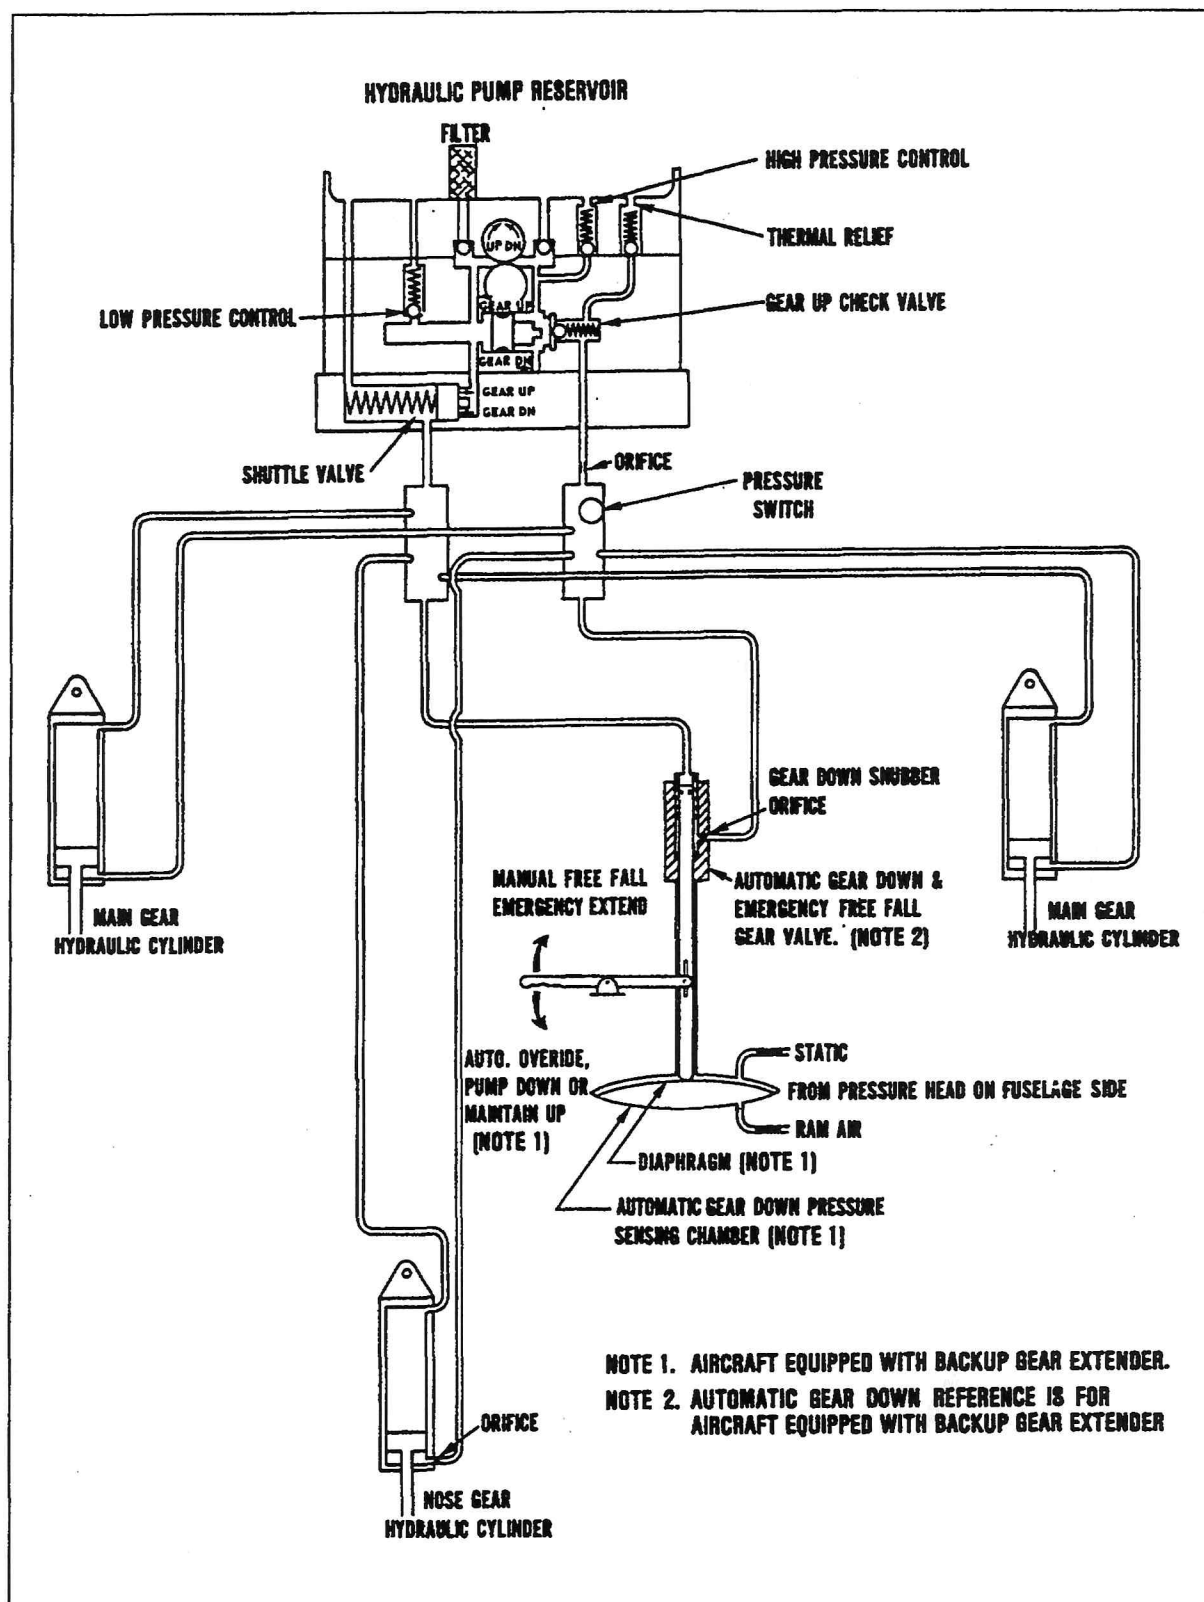 HYDRAULIC PUMP RESERVOIR
FILTER
HIGH PRESSURE CONTROL
THERMAL RELIEF
UP DN
GEAR UP CHECK VALVE
LOW PRESSURE CONTROL
GEAR UP
GEAR DN
GEAR UP
GEAR DN
SHUTTLE VALVE
ORIFICE
PRESSURE
SWITCH
GEAR DOWN SNUBBER
ORIFICE
MANUAL FREE FALL
EMERGENCY EXTEND
AUTOMATIC GEAR DOWN &
EMERGENCY FREE FALL
GEAR VALVE. (NOTE 2)
MAIN GEAR
HYDRAULIC CYLINDER
MAIN GEAR
HYDRAULIC CYLINDER
AUTO. OVERIDE,
PUMP DOWN OR
MAINTAIN UP
(NOTE 1)
STATIC
FROM PRESSURE HEAD ON FUSELAGE SIDE
RAM AIR
DIAPHRAGM (NOTE 1)
AUTOMATIC GEAR DOWN PRESSURE
SENSING CHAMBER (NOTE 1)
NOTE 1. AIRCRAFT EQUIPPED WITH BACKUP GEAR EXTENDER.
NOTE 2. AUTOMATIC GEAR DOWN REFERENCE IS FOR
AIRCRAFT EQUIPPED WITH BACKUP GEAR EXTENDER
ORIFICE
NOSE GEAR
HYDRAULIC CYLINDER